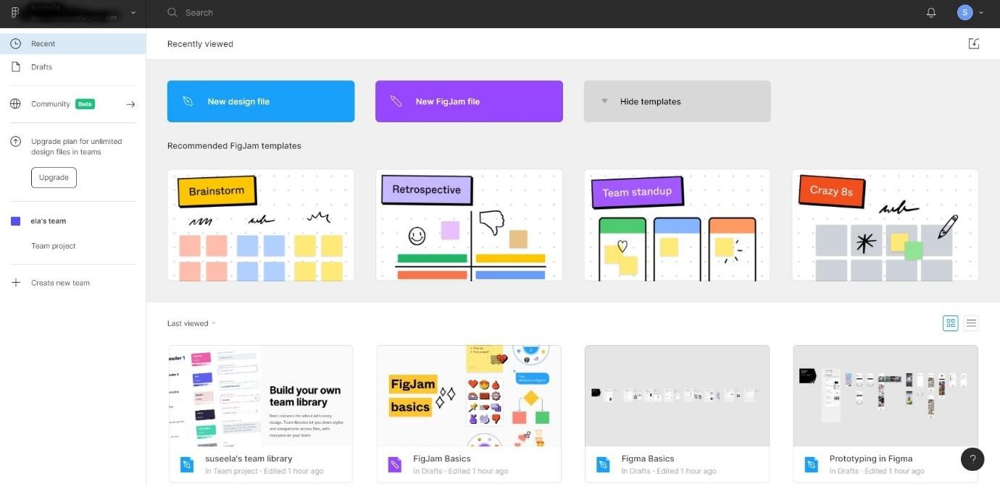 suseela
Search
S
Recent
Recently viewed
Drafts
Community Beta
Upgrade plan for unlimited
design files in teams
Upgrade
ela's team
Team project
Create new team
New design file
New FigJam file
Hide templates
Recommended FigJam templates
Brainstorm
Retrospective
Team standup
Crazy 8s
Last viewed
eader 1
Build your own
team library
Don't reinvent the wheel with every
design. Team libraries let you share styles
and components across files, with
everyone on your team.
suseela's team library
In Team project · Edited 1 hour ago
FigJam
basics
FigJam Basics
In Drafts · Edited 1 hour ago
Figma Basics
In Drafts · Edited 1 hour ago
Prototyping in Figma
In Drafts · Edited 1 hour ago
?